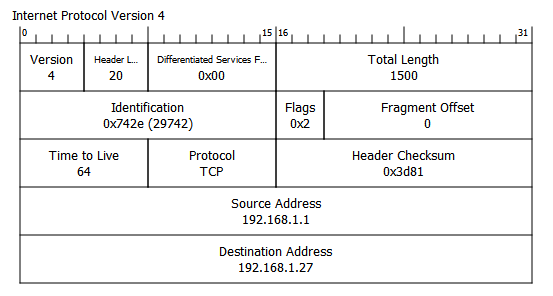 Internet Protocol Version 4
0 15 16 31
Version Header L... Differentiated Services F... Total Length
4 20 0x00 1500
Identification Flags Fragment Offset
0x742e (29742) 0x2 0
Time to Live Protocol Header Checksum
64 TCP 0x3d81
Source Address
192.168.1.1
Destination Address
192.168.1.27